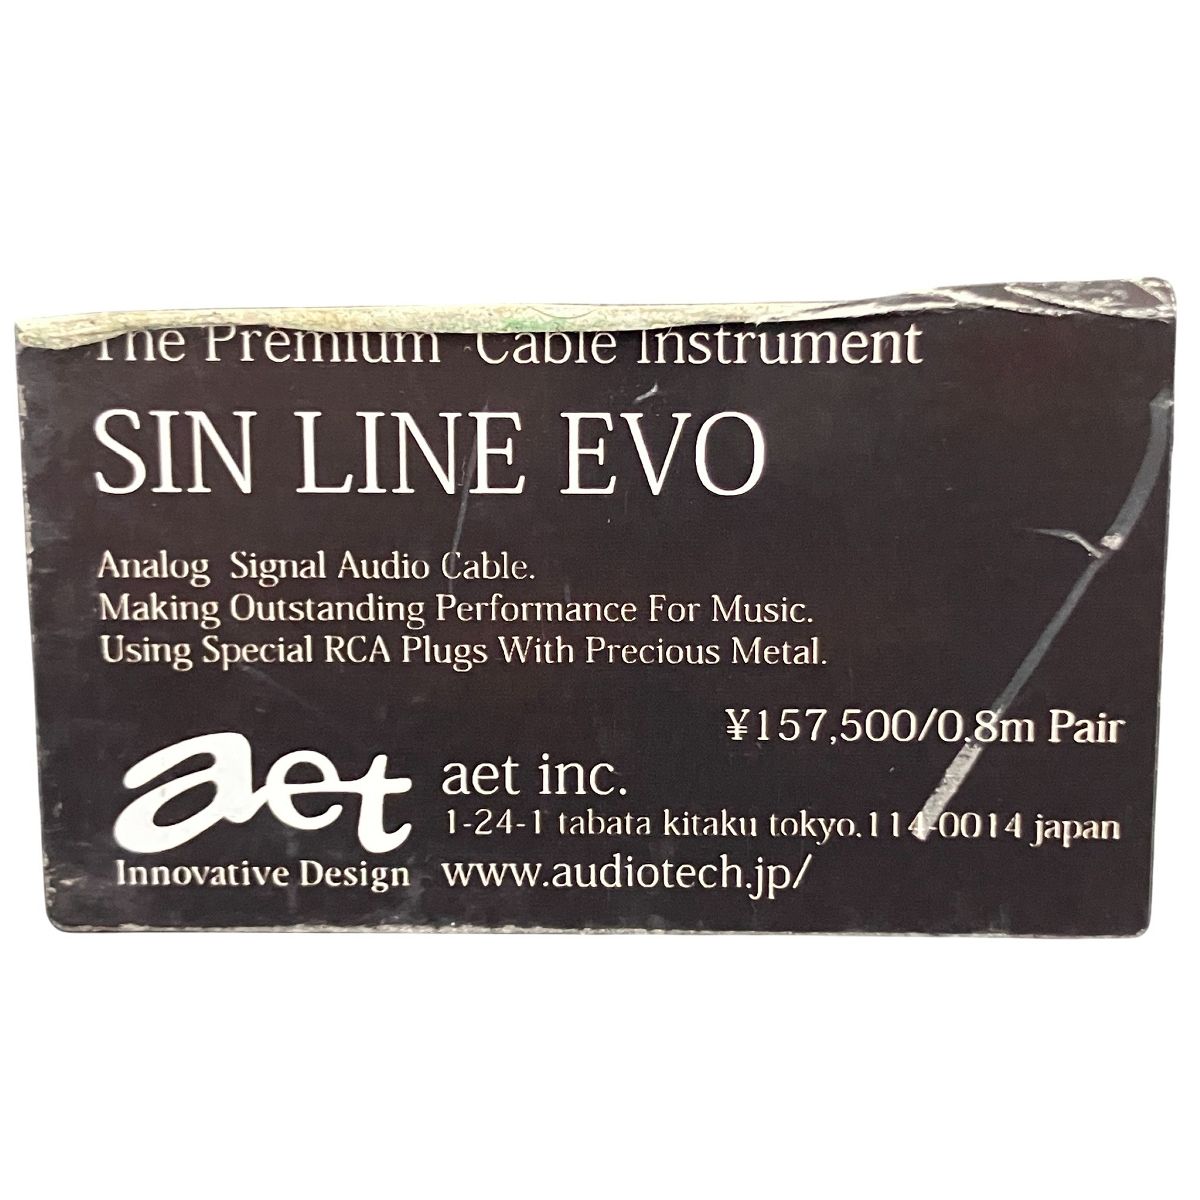 The Premium Cable Instrument
SIN LINE EVO
Analog Signal Audio Cable.
Making Outstanding Performance For Music.
Using Special RCA Plugs With Precious Metal.
¥157,500/0.8m Pair
aet
Innovative Design
aet inc.
1-24-1 tabata kitaku tokyo.114-0014 japan
www.audiotech.jp/